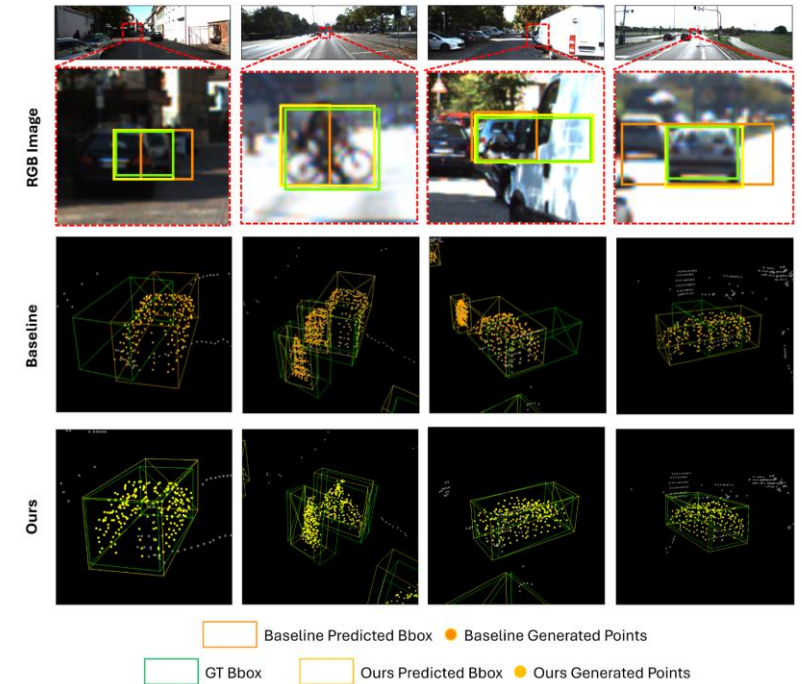 RGB Image
Baseline
Ours
Baseline Predicted Bbox Baseline Generated Points
GT Bbox Ours Predicted Bbox Ours Generated Points